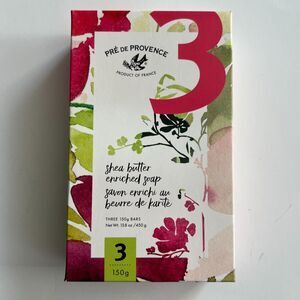 3
PRÉ DE PROVENCE
PRODUCT OF FRANCE
shea butter
enriched soap
savon enrichi au
beurre de karité
THREE 150g BARS
Net Wt. 15.8 oz/450 g
3
150g